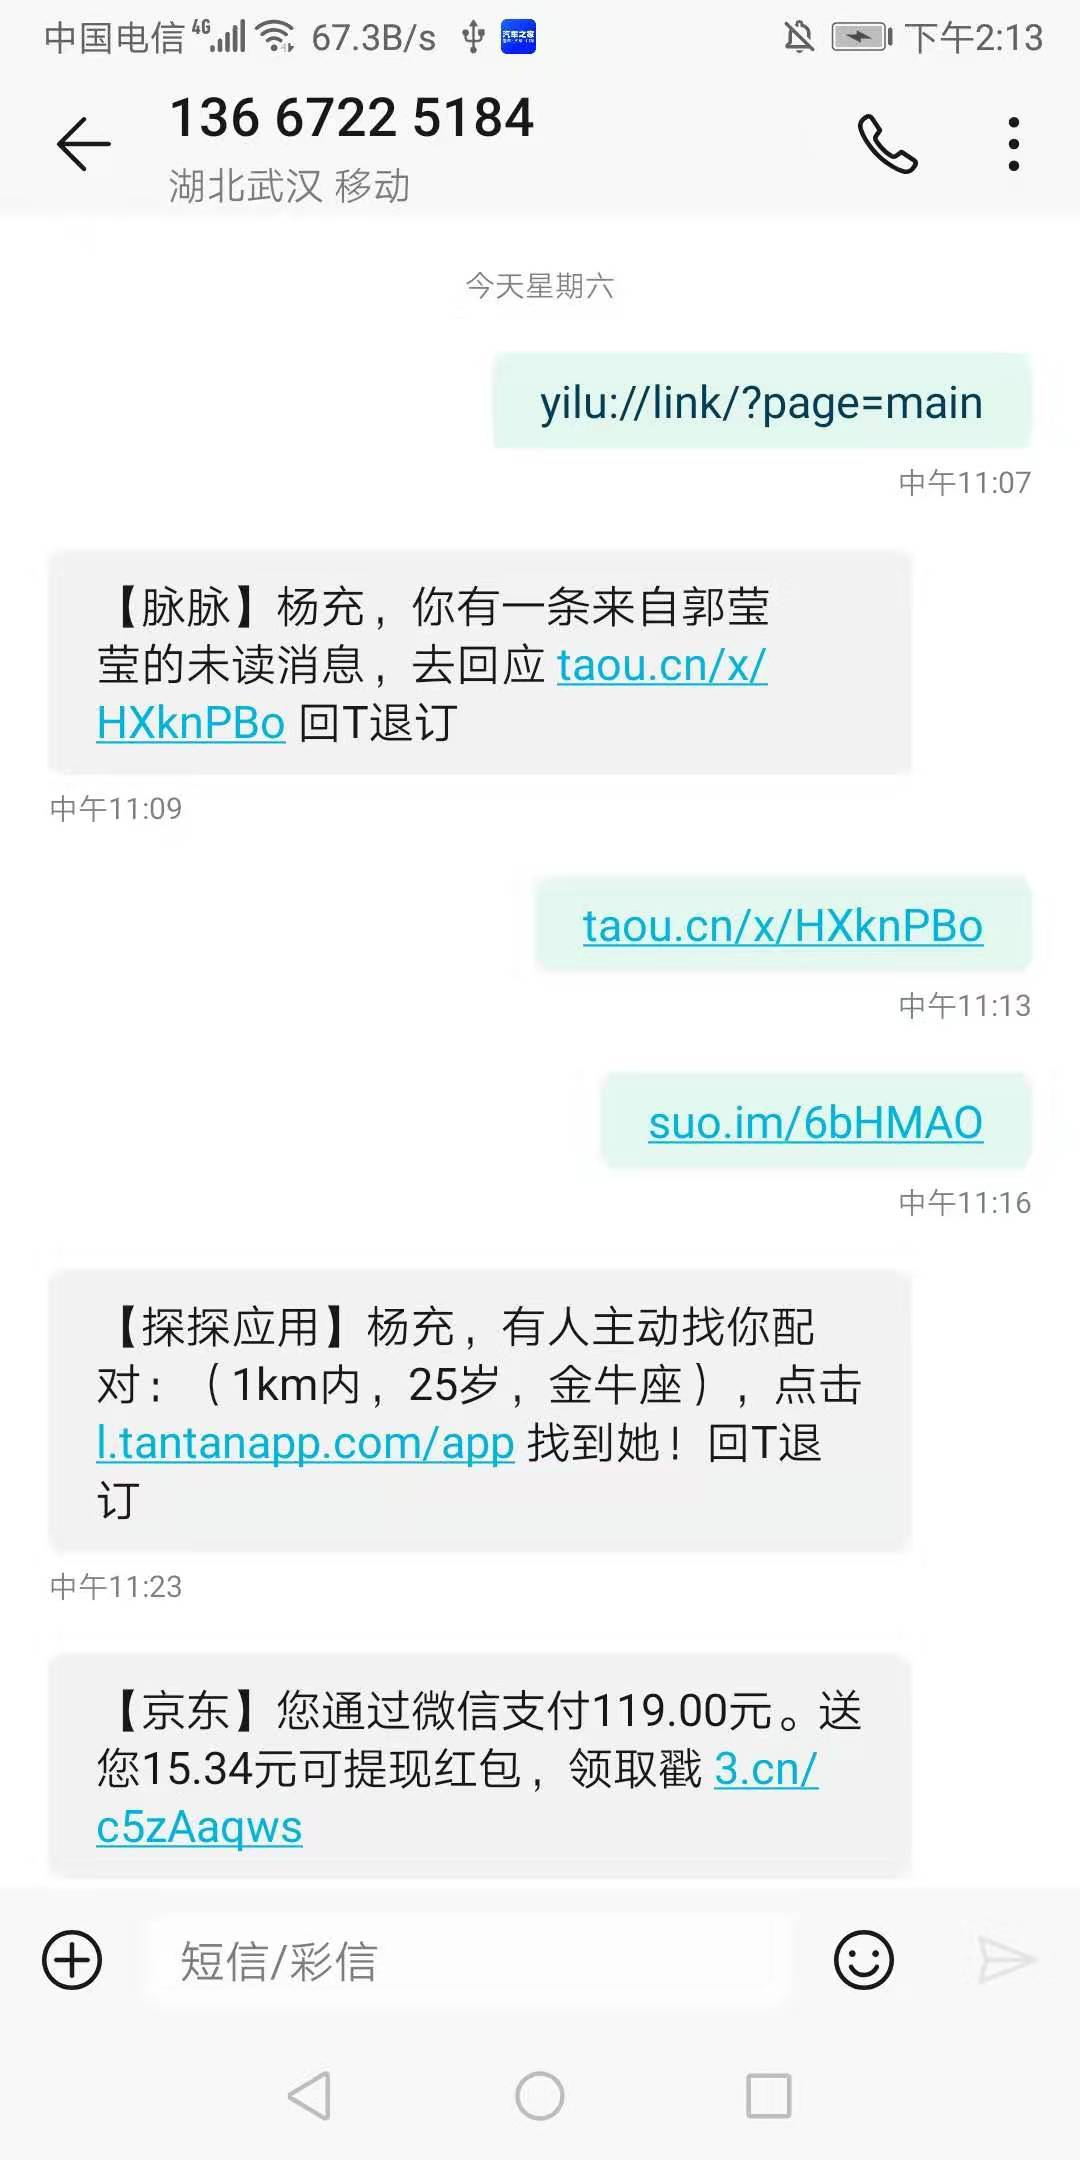 中国电信 4G 67.3B/s 汽车之家 下午2:13
136 6722 5184
湖北武汉 移动
今天星期六
yilu://link/?page=main
中午11:07
【脉脉】杨充，你有一条来自郭莹
莹的未读消息，去回应 taou.cn/x/
HXknPBo 回T退订
中午11:09
taou.cn/x/HXknPBo
中午11:13
suo.im/6bHMAO
中午11:16
【探探应用】杨充，有人主动找你配
对：（1km内，25岁，金牛座），点击
l.tantanapp.com/app 找到她！回T退
订
中午11:23
【京东】您通过微信支付119.00元。送
您15.34元可提现红包，领取戳 3.cn/
c5zAaqws
短信/彩信